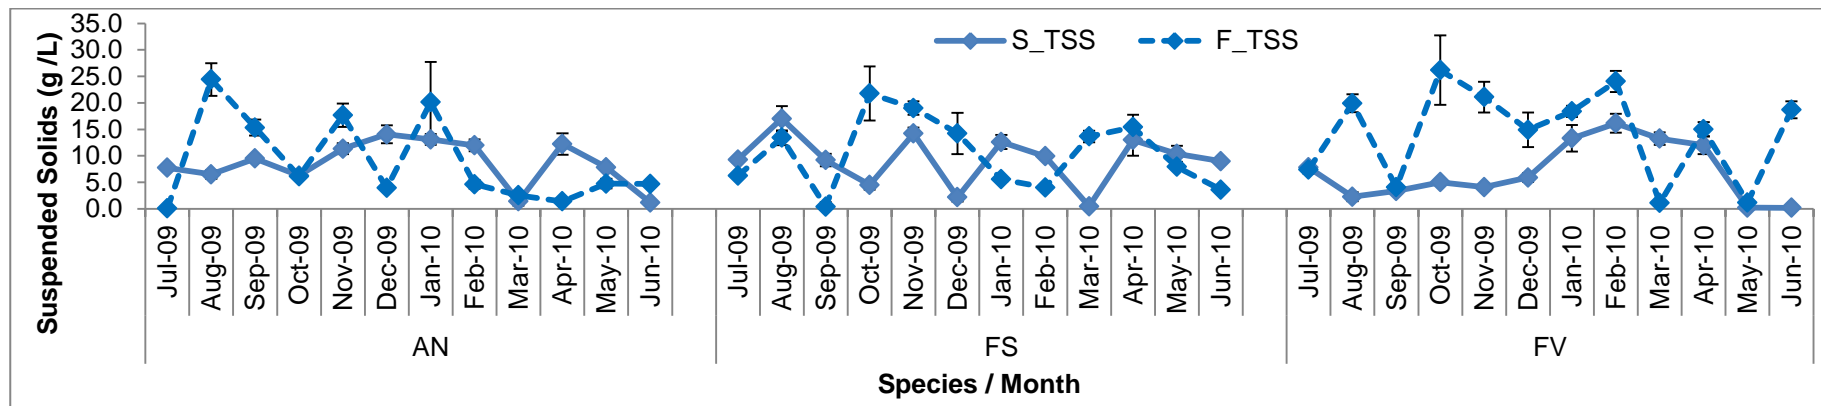 Suspended Solids (g /L)
35.0
30.0
25.0
20.0
15.0
10.0
5.0
0.0
S_TSS F_TSS
Jul-09 Aug-09 Sep-09 Oct-09 Nov-09 Dec-09 Jan-10 Feb-10 Mar-10 Apr-10 May-10 Jun-10 Jul-09 Aug-09 Sep-09 Oct-09 Nov-09 Dec-09 Jan-10 Feb-10 Mar-10 Apr-10 May-10 Jun-10 Jul-09 Aug-09 Sep-09 Oct-09 Nov-09 Dec-09 Jan-10 Feb-10 Mar-10 Apr-10 May-10 Jun-10
AN FS FV
Species / Month